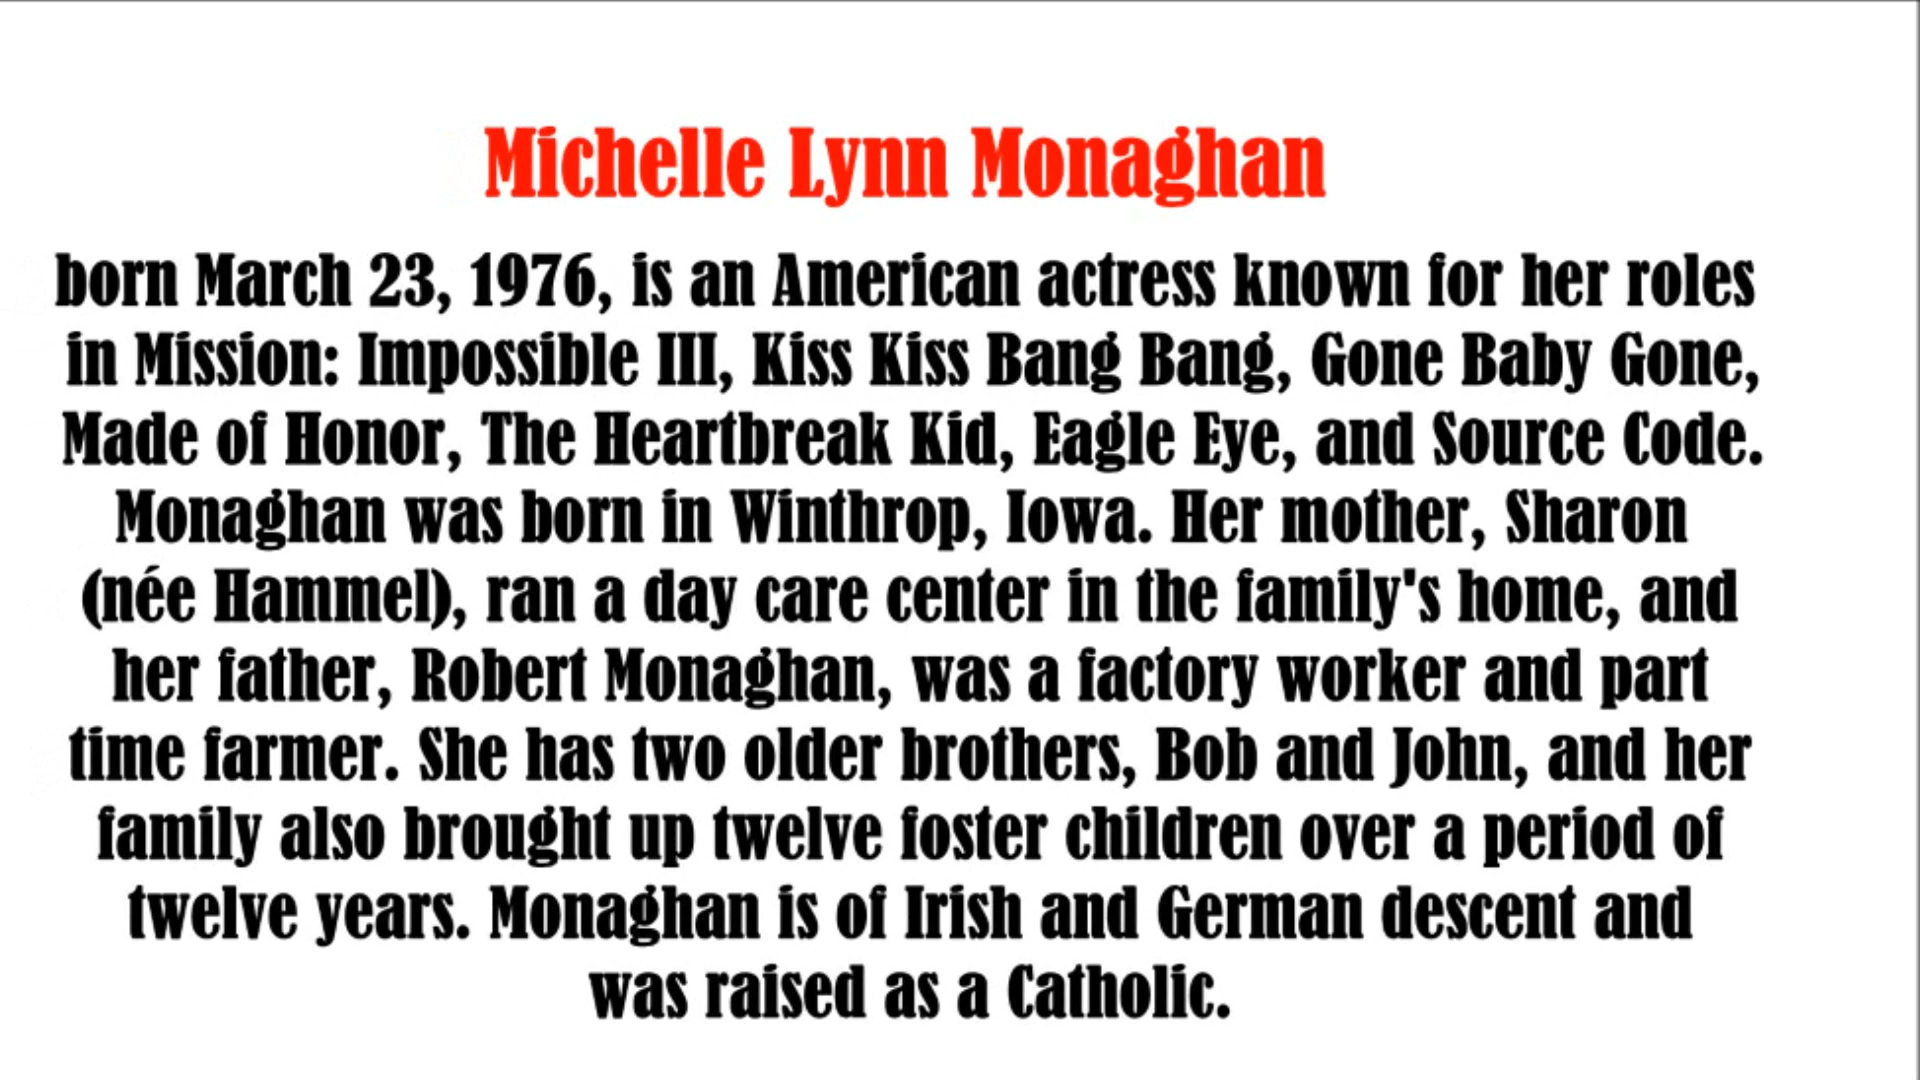 Michelle Lynn Monaghan
born March 23, 1976, is an American actress known for her roles
in Mission: Impossible III, Kiss Kiss Bang Bang, Gone Baby Gone,
Made of Honor, The Heartbreak Kid, Eagle Eye, and Source Code.
Monaghan was born in Winthrop, Iowa. Her mother, Sharon
(née Hammel), ran a day care center in the family's home, and
her father, Robert Monaghan, was a factory worker and part
time farmer. She has two older brothers, Bob and John, and her
family also brought up twelve foster children over a period of
twelve years. Monaghan is of Irish and German descent and
was raised as a Catholic.